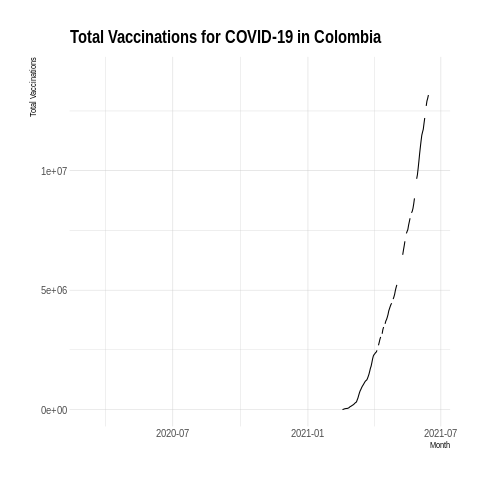 Total Vaccinations for COVID-19 in Colombia
Total Vaccinations
1e+07
5e+06
0e+00
2020-07 2021-01 2021-07
Month